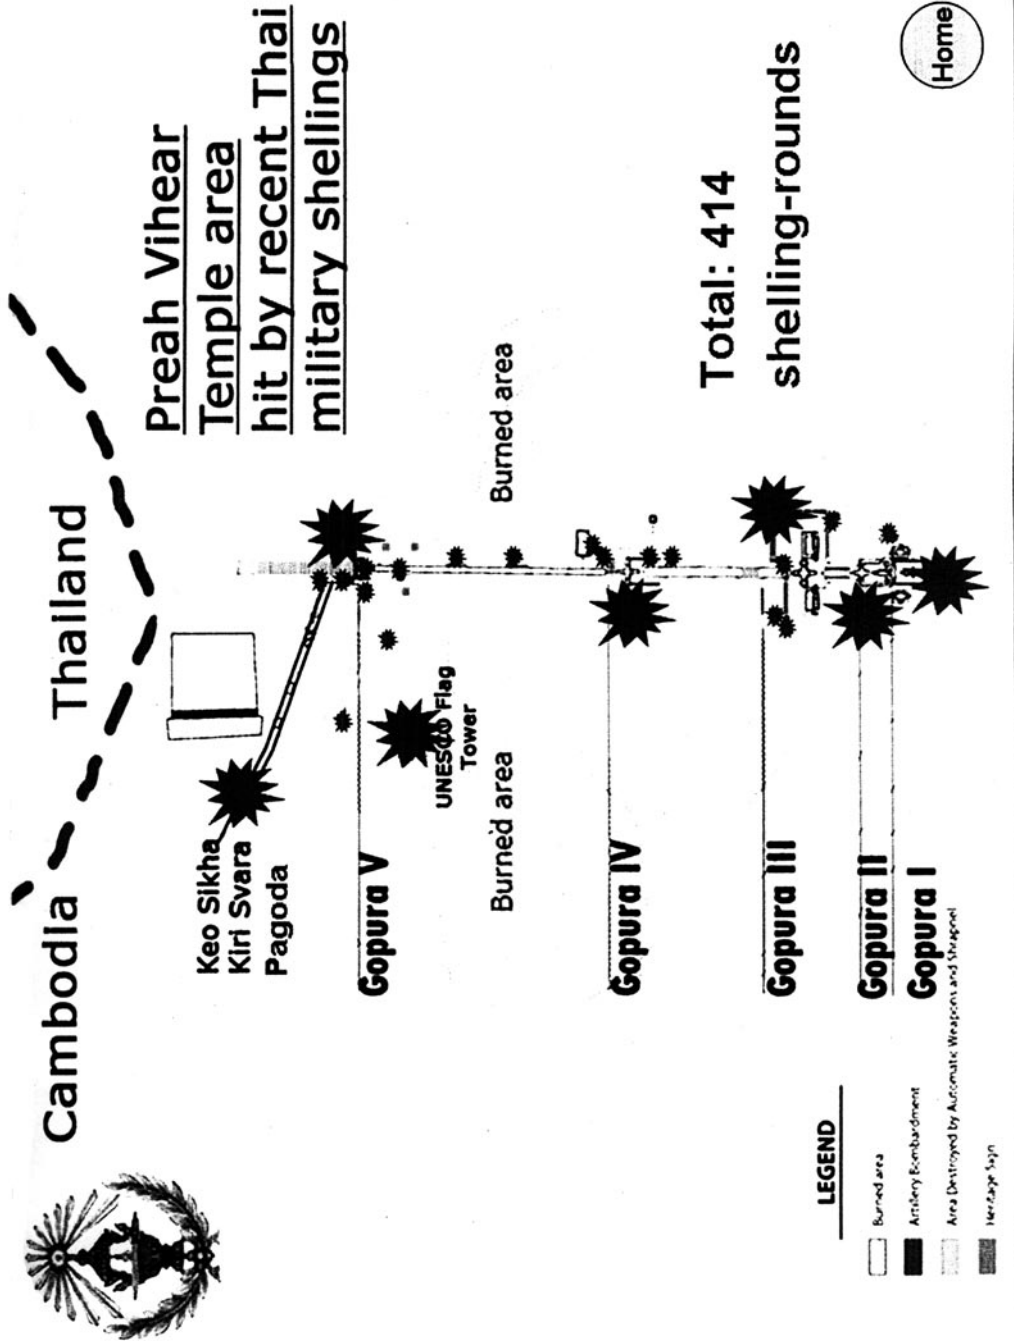 Cambodia
Thailand
Preah Vihear
Temple area
hit by recent Thai
military shellings
Keo Sikha
Kiri Svara
Pagoda
Gopura V
UNESCO Flag
Tower
Burned area
Burned area
Gopura IV
Total: 414
shelling-rounds
Gopura III
Gopura II
Gopura I
LEGEND
Burned area
Artillery Bombardment
Area Destroyed by Automatic Weapons and Shrapnel
Heritage Sign
Home